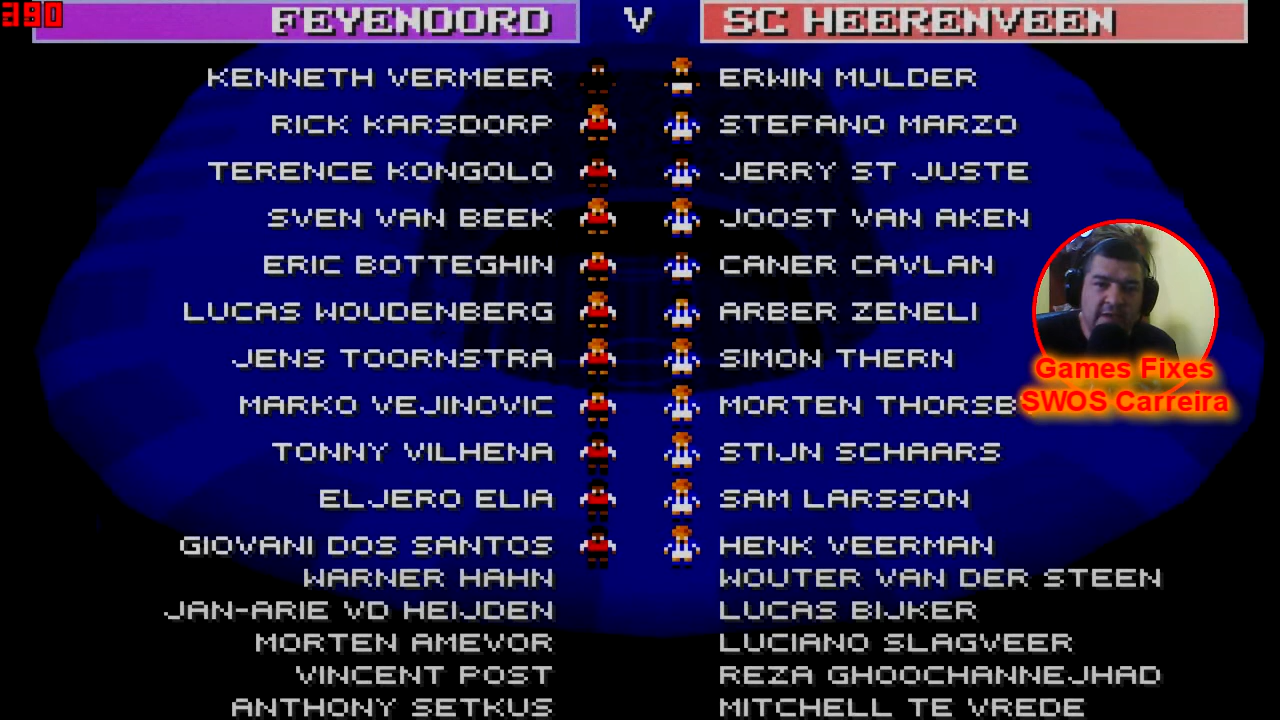 390
FEYENOORD V SC HEERENVEEN
KENNETH VERMEER ERWIN MULDER
RICK KARSDORP STEFANO MARZO
TERENCE KONGOLO JERRY ST JUSTE
SVEN VAN BEEK JOOST VAN AKEN
ERIC BOTTEGHIN CANER CAVLAN
LUCAS WOUDENBERG ARBER ZENELI
JENS TOORNSTRA SIMON THERN
Games Fixes
MARKO VEJINOVIC MORTEN
SWOS Carreira
TONNY VILHENA STIJN SCHAARS
ELJERO ELIA SAM LARSSON
GIOVANI DOS SANTOS HENK VEERMAN
WARNER HAHN WOUTER VAN DER STEEN
JAN-ARIE VD HEIJDEN LUCAS BIJKER
MORTEN AMEVOR LUCIANO SLAGVEER
VINCENT POST REZA GHOOCHANNEJHAD
ANTHONY SETKUS MITCHELL TE VREDE